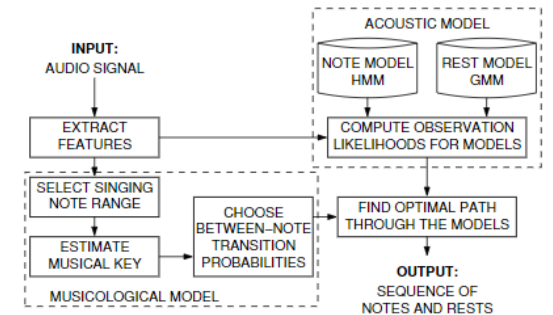 ACOUSTIC MODEL
INPUT:
AUDIO SIGNAL
NOTE MODEL
HMM
REST MODEL
GMM
EXTRACT
FEATURES
COMPUTE OBSERVATION
LIKELIHOODS FOR MODELS
SELECT SINGING
NOTE RANGE
ESTIMATE
MUSICAL KEY
CHOOSE
BETWEEN−NOTE
TRANSITION
PROBABILITIES
FIND OPTIMAL PATH
THROUGH THE MODELS
MUSICOLOGICAL MODEL
OUTPUT:
SEQUENCE OF
NOTES AND RESTS